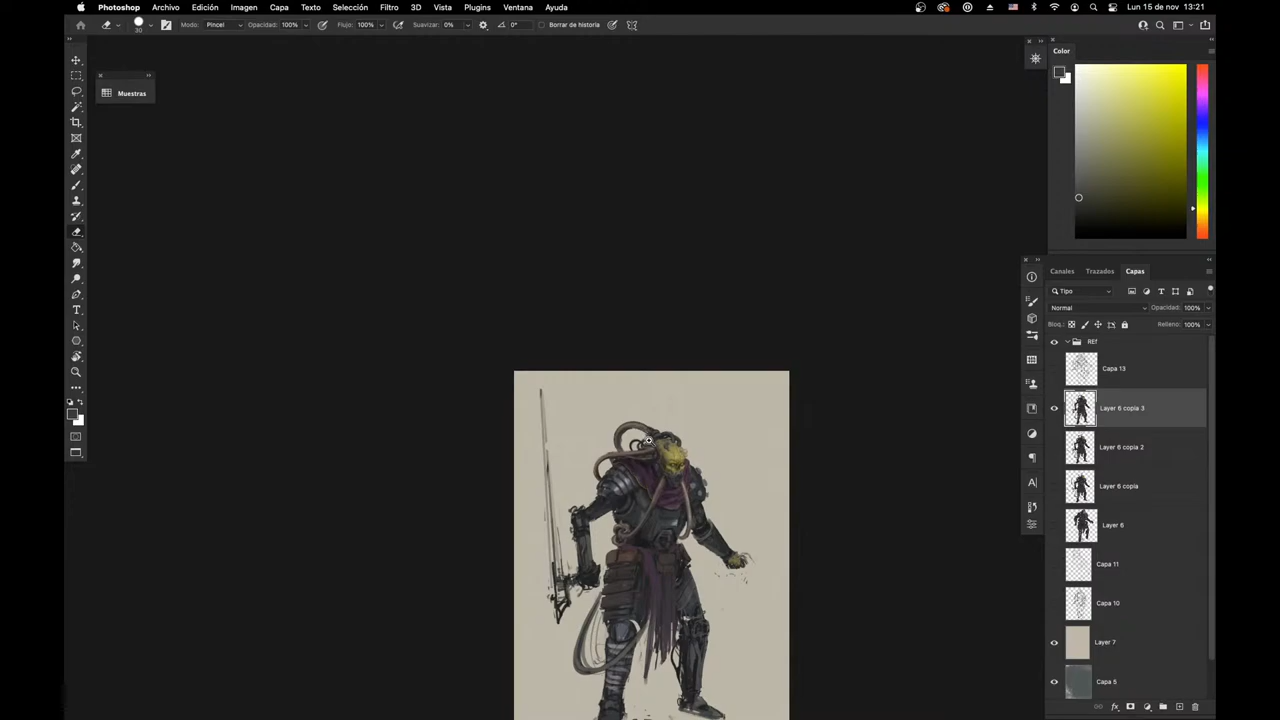 Photoshop Archivo Edición Imagen Capa Texto Selección Filtro 3D Vista Plugins Ventana Ayuda Lun 15 de nov 13:21
30 Modo: Pincel Opacidad: 100% Flujo: 100% Suavizar: 0% 0° Borrar de historia
Color
Muestras
Canales Trazados Capas
Tipo
Normal Opacidad: 100%
Bloq.: Relleno: 100%
REf
Capa 13
Layer 6 copia 3
Layer 6 copia 2
Layer 6 copia
Layer 6
Capa 11
Capa 10
Layer 7
Capa 5